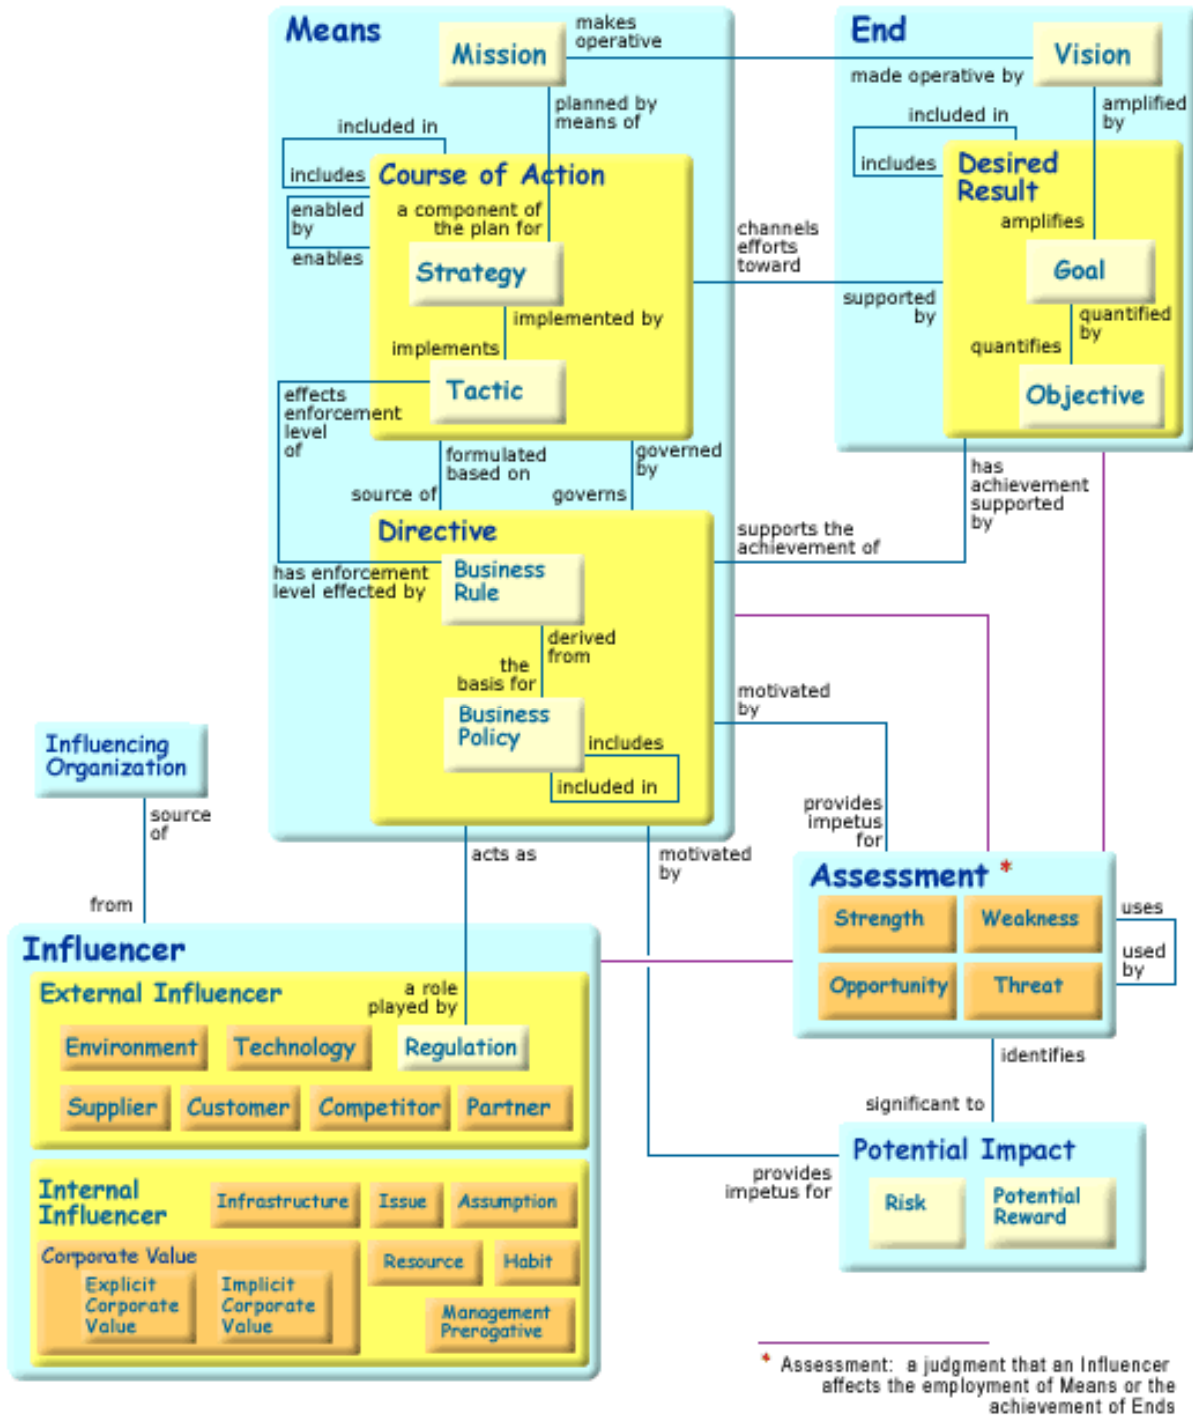 Means
Mission
makes
operative
End
Vision
made operative by
planned by
means of
amplified
by
included in
includes
Course of Action
included in
includes
Desired
Result
enabled
by
enables
a component of
the plan for
channels
efforts
toward
amplifies
Strategy
Goal
supported
by
implemented by
implements
quantified
by
quantifies
Tactic
Objective
effects
enforcement
level
of
formulated
based on
source of
governed
by
governs
has
achievement
supported
by
Directive
supports the
achievement of
has enforcement
level effected by
Business
Rule
derived
from
the
basis for
motivated
by
Business
Policy
includes
included in
Influencing
Organization
source
of
from
provides
impetus
for
acts as
motivated
by
Assessment *
Strength
Weakness
Opportunity
Threat
uses
used
by
Influencer
External Influencer
a role
played by
Environment
Technology
Regulation
Supplier
Customer
Competitor
Partner
identifies
significant to
Potential Impact
Risk
Potential
Reward
provides
impetus for
Internal
Influencer
Infrastructure
Issue
Assumption
Corporate Value
Explicit
Corporate
Value
Implicit
Corporate
Value
Resource
Habit
Management
Prerogative
* Assessment: a judgment that an Influencer
affects the employment of Means or the
achievement of Ends